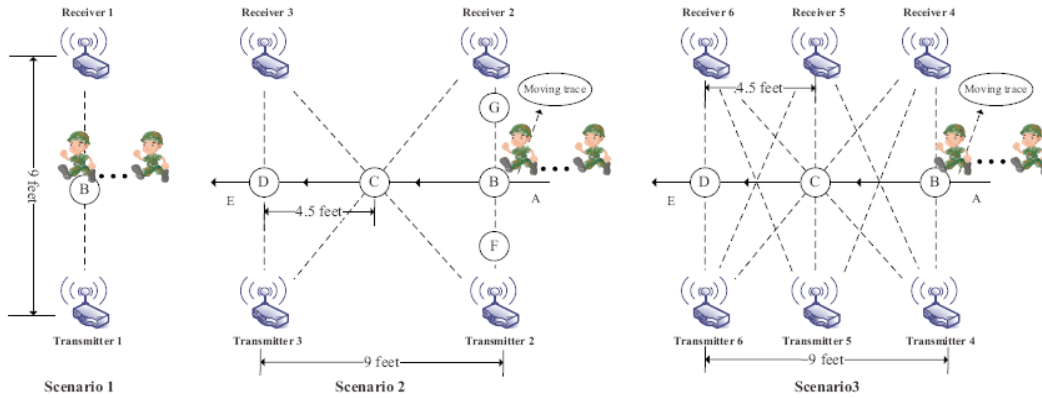 Receiver 1
Receiver 3
Receiver 2
Receiver 6
Receiver 5
Receiver 4
4.5 feet
Moving trace
Moving trace
G
9 feet
B
D
C
B
D
C
B
E
A
E
A
4.5 feet
F
Transmitter 1
Transmitter 3
Transmitter 2
Transmitter 6
Transmitter 5
Transmitter 4
9 feet
9 feet
Scenario 1
Scenario 2
Scenario3